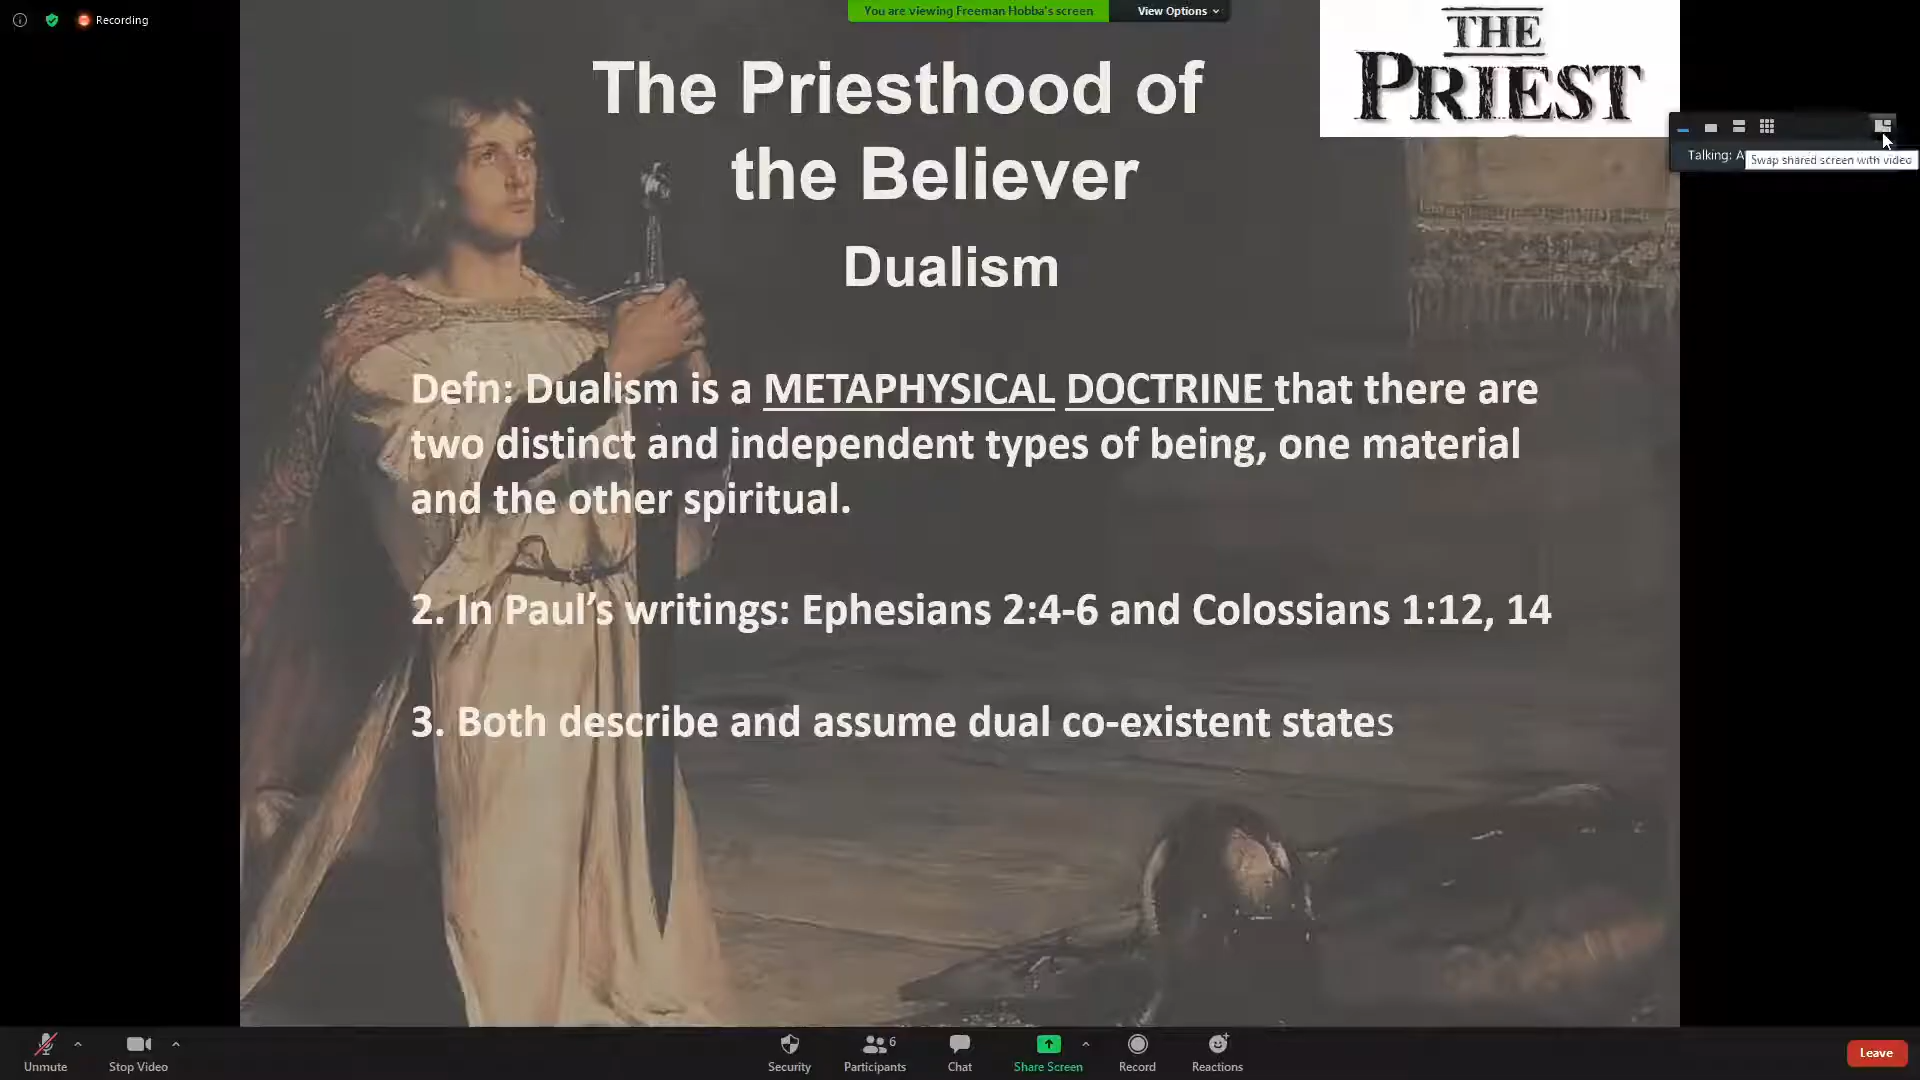 Recording
You are viewing Freeman Hobba's screen
View Options
THE
PRIEST
The Priesthood of
the Believer
Dualism
Talking: A
Swap shared screen with video
Defn: Dualism is a METAPHYSICAL DOCTRINE that there are
two distinct and independent types of being, one material
and the other spiritual.
2. In Paul’s writings: Ephesians 2:4-6 and Colossians 1:12, 14
3. Both describe and assume dual co-existent states
Unmute
Stop Video
Security
6
Participants
Chat
Share Screen
Record
Reactions
Leave